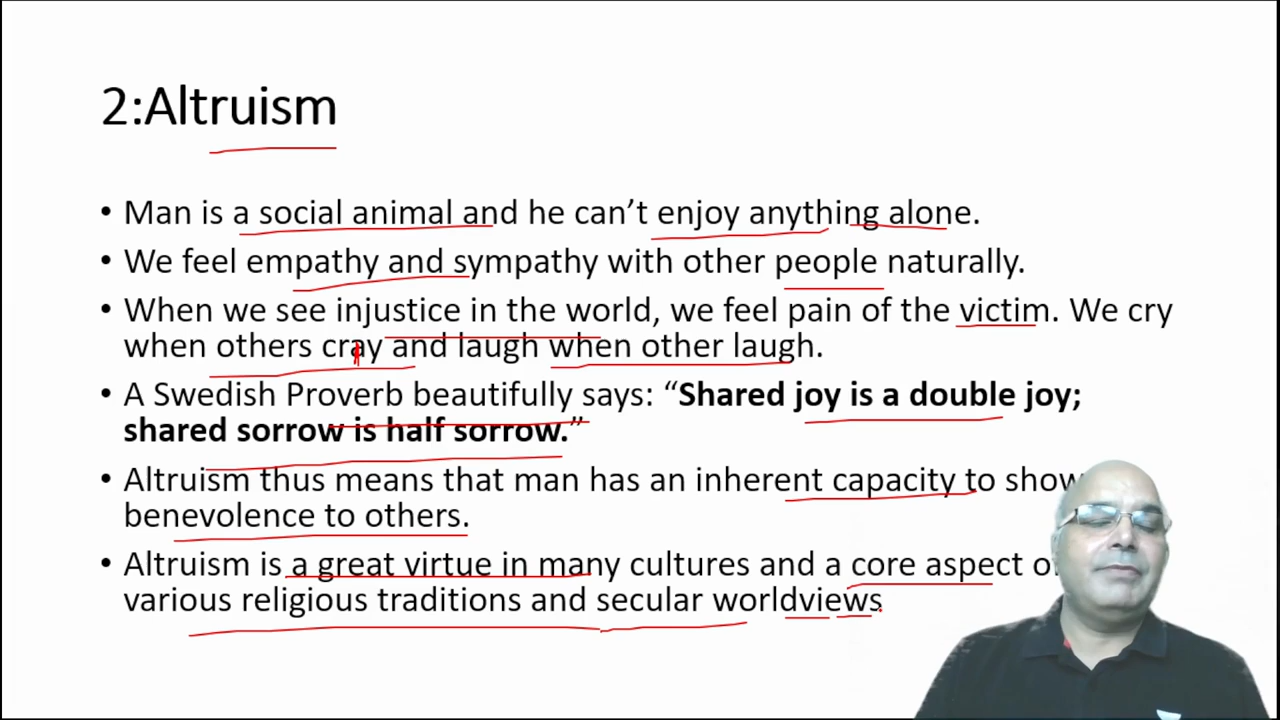 2:Altruism
• Man is a social animal and he can't enjoy anything alone.
• We feel empathy and sympathy with other people naturally.
• When we see injustice in the world, we feel pain of the victim. We cry
when others cray and laugh when other laugh.
• A Swedish Proverb beautifully says: “Shared joy is a double joy;
shared sorrow is half sorrow.”
• Altruism thus means that man has an inherent capacity to show
benevolence to others.
• Altruism is a great virtue in many cultures and a core aspect
various religious traditions and secular worldviews